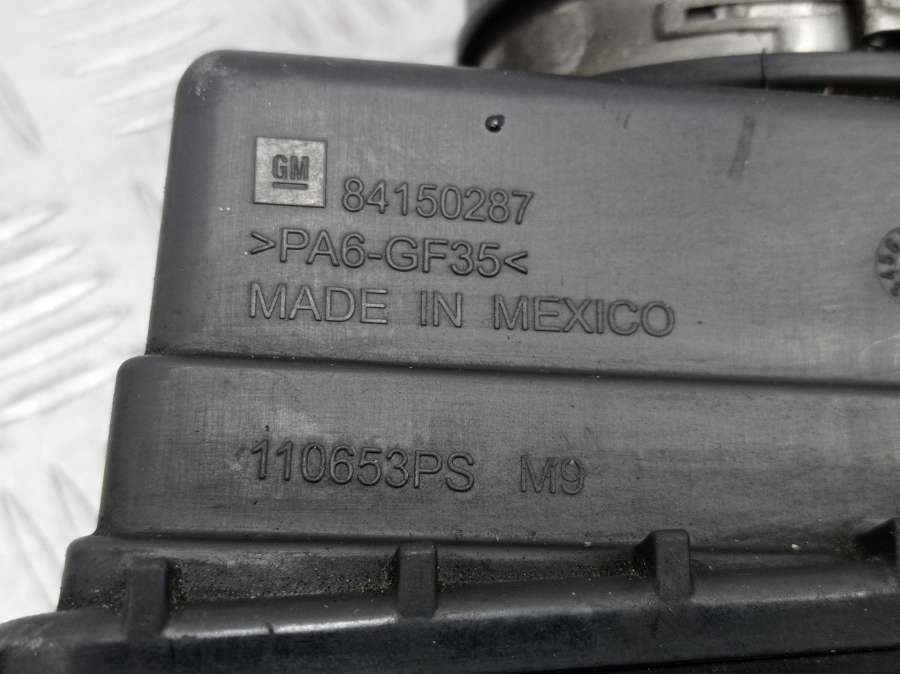 GM 84150287
>PA6-GF35<
MADE IN MEXICO
110653PS M9